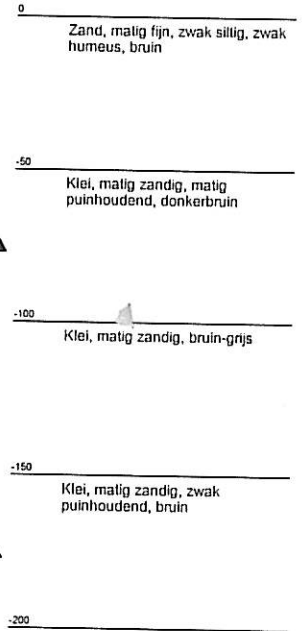 0
Zand, matig fijn, zwak siltig, zwak
humeus, bruin
-50
Klei, matig zandig, matig
puinhoudend, donkerbruin
-100
Klei, matig zandig, bruin-grijs
-150
Klei, matig zandig, zwak
puinhoudend, bruin
-200